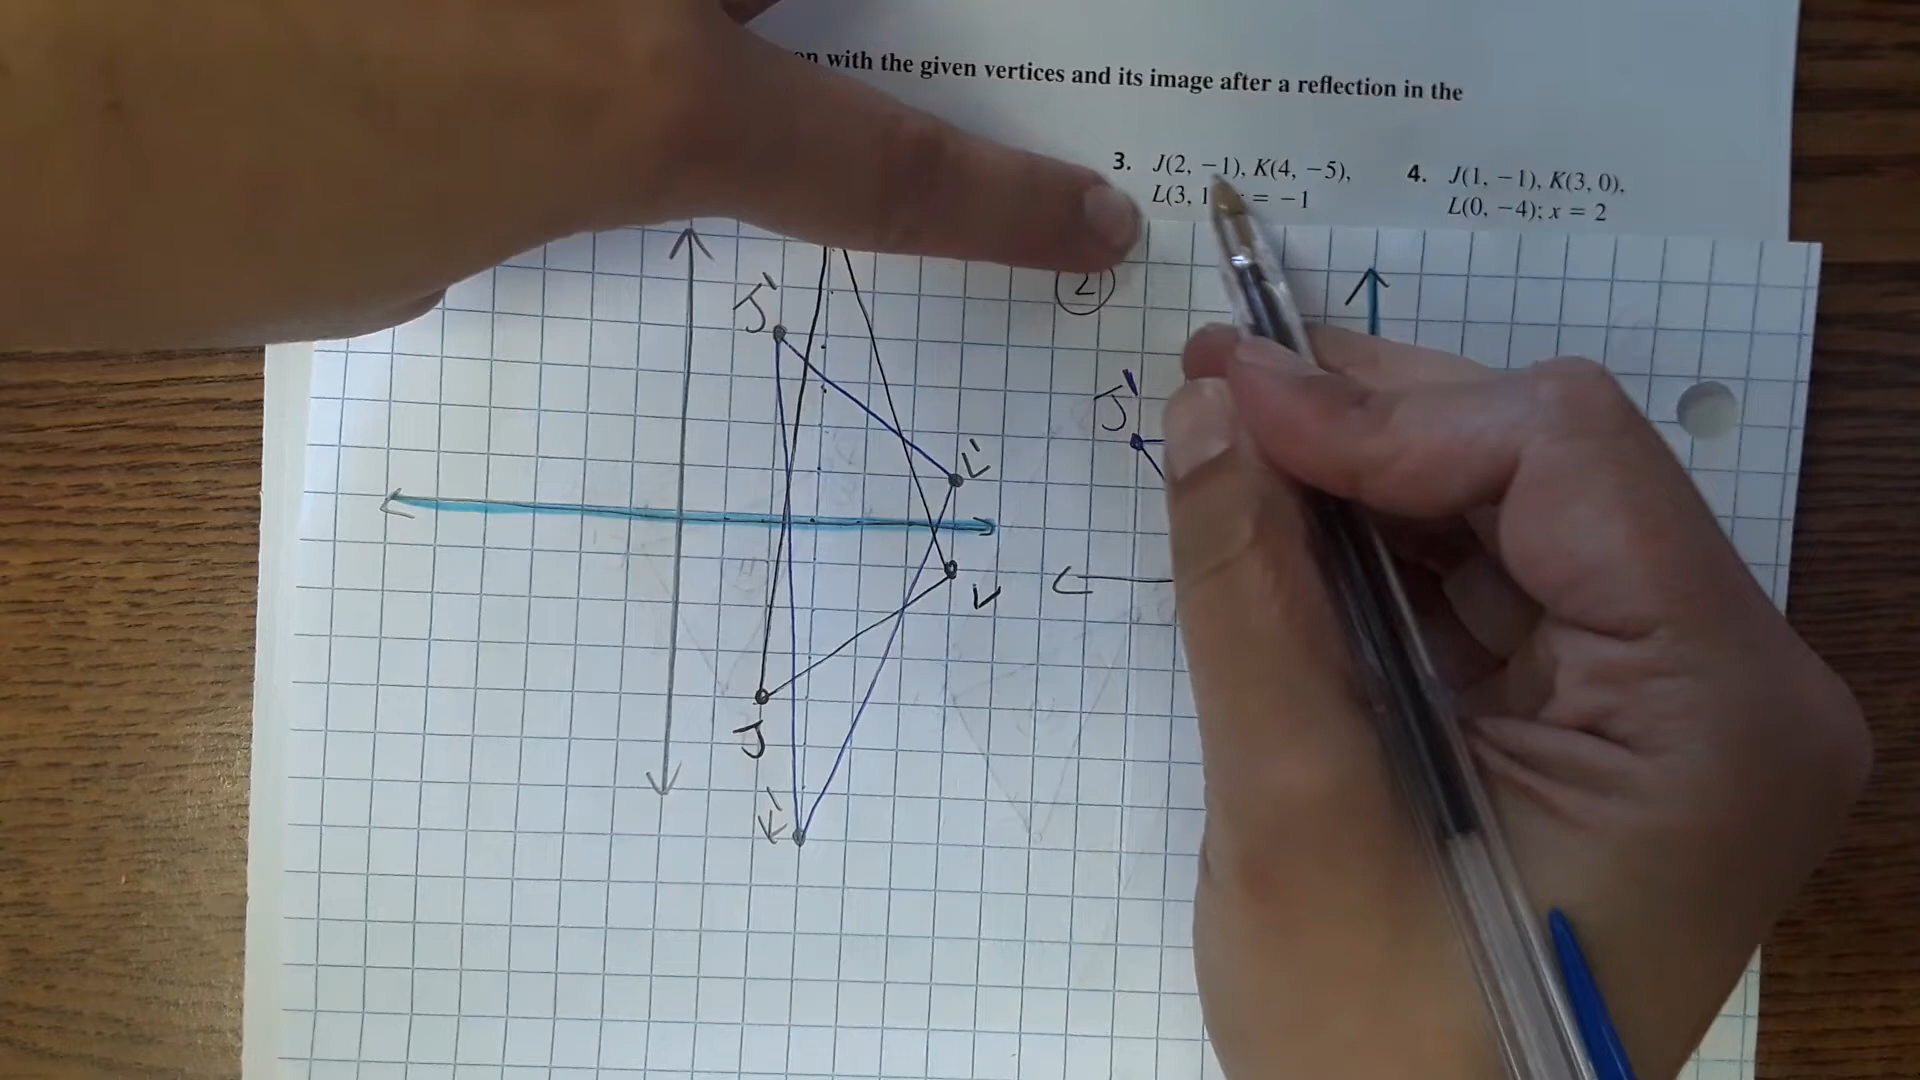 with the given vertices and its image after a reflection in the
3. J(2, −1), K(4, −5),
L(3, 1 = −1
4. J(1, −1), K(3, 0),
L(0, −4); x = 2
2
J'
J'
L'
J
K'